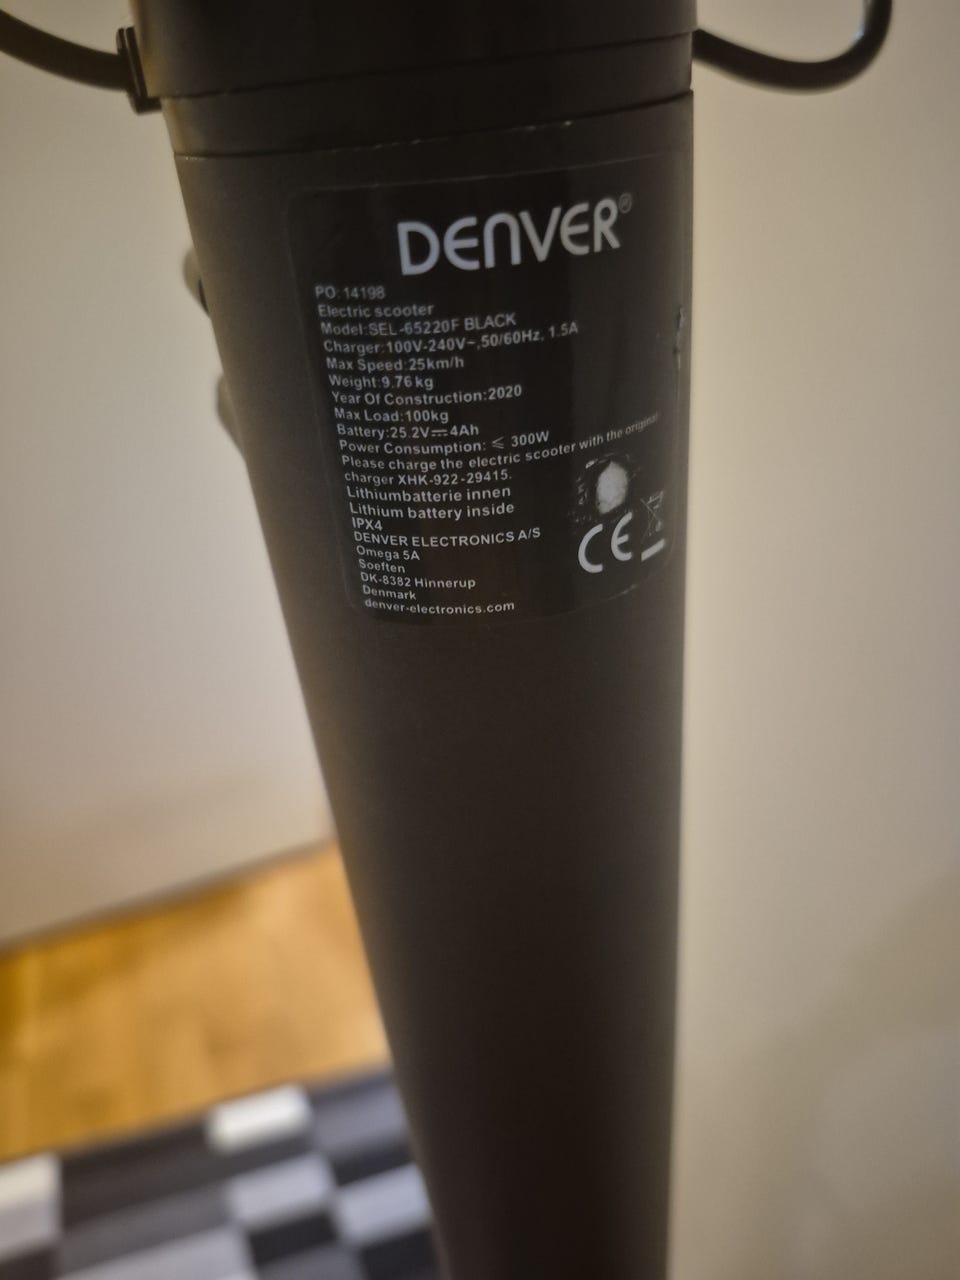 DENVER®
PO:14198
Electric scooter
Model:SEL-65220F BLACK
Charger:100V-240V~,50/60Hz, 1.5A
Max Speed:25km/h
Weight:9.76kg
Year Of Construction:2020
Max Load:100kg
Battery:25.2V⎓4Ah
Power Consumption: ≤ 300W
Please charge the electric scooter with the original
charger XHK-922-29415.
Lithiumbatterie innen
Lithium battery inside
IPX4
DENVER ELECTRONICS A/S
Omega 5A
Soeften
DK-8382 Hinnerup
Denmark
denver-electronics.com
CE